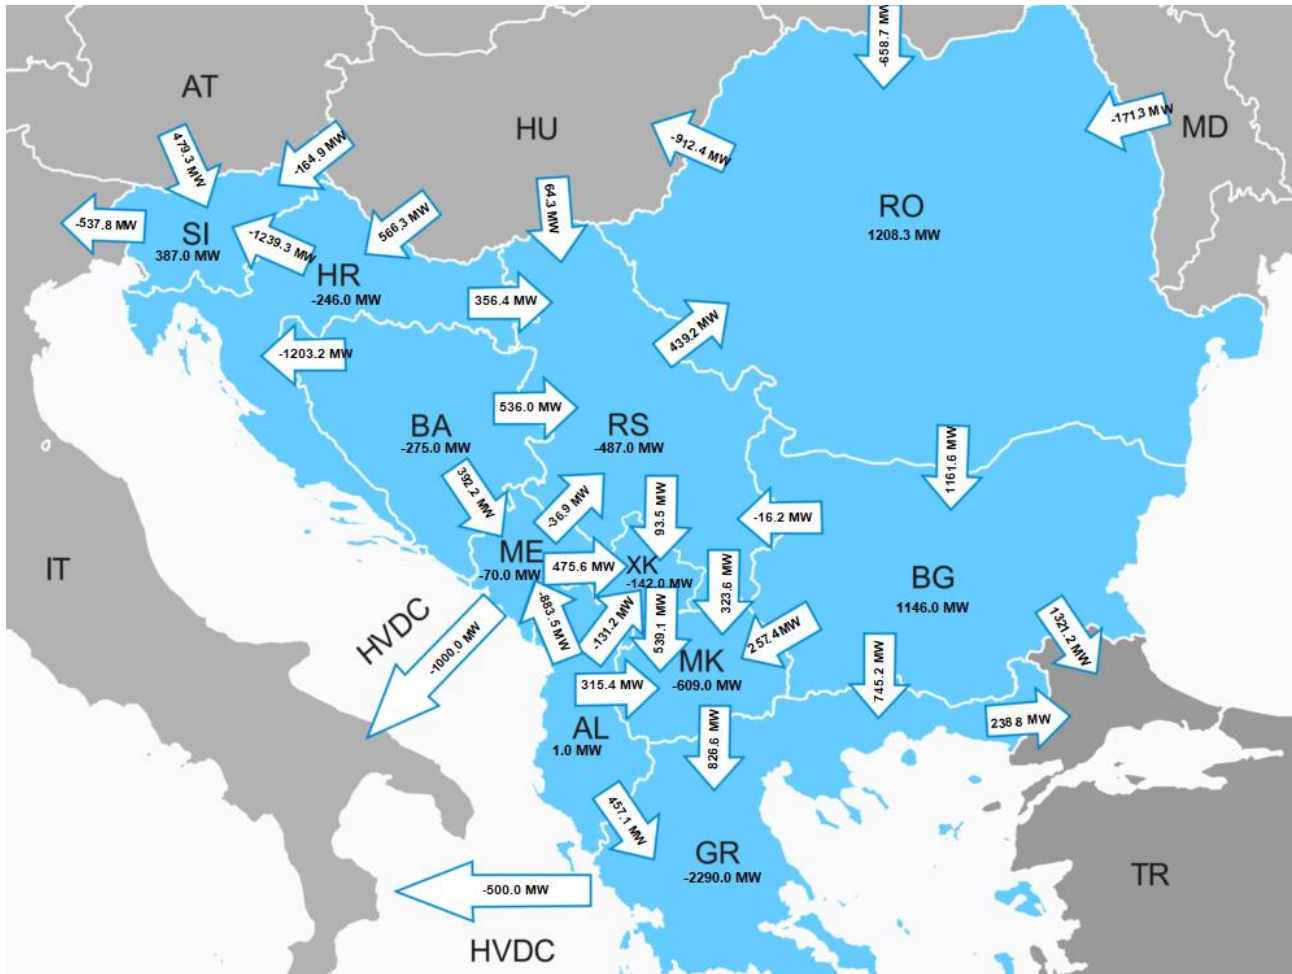 -658.7 MW
AT
HU
-171.3 MW
MD
479.3 MW
-164.9 MW
-912.4 MW
64.3 MW
RO
1208.3 MW
-537.8 MW
SI
387.0 MW
-1239.3 MW
566.3 MW
HR
-246.0 MW
356.4 MW
439.2 MW
-1203.2 MW
BA
-275.0 MW
536.0 MW
RS
-487.0 MW
392.2 MW
-36.9 MW
93.5 MW
-16.2 MW
1161.6 MW
IT
ME
-70.0 MW
475.6 MW
XK
-142.0 MW
323.6 MW
BG
1146.0 MW
HVDC
-1000.0 MW
-883.5 MW
-131.2 MW
539.1 MW
257.4 MW
1321.2 MW
MK
-609.0 MW
315.4 MW
745.2 MW
238.8 MW
AL
1.0 MW
826.6 MW
457.1 MW
GR
-2290.0 MW
TR
-500.0 MW
HVDC